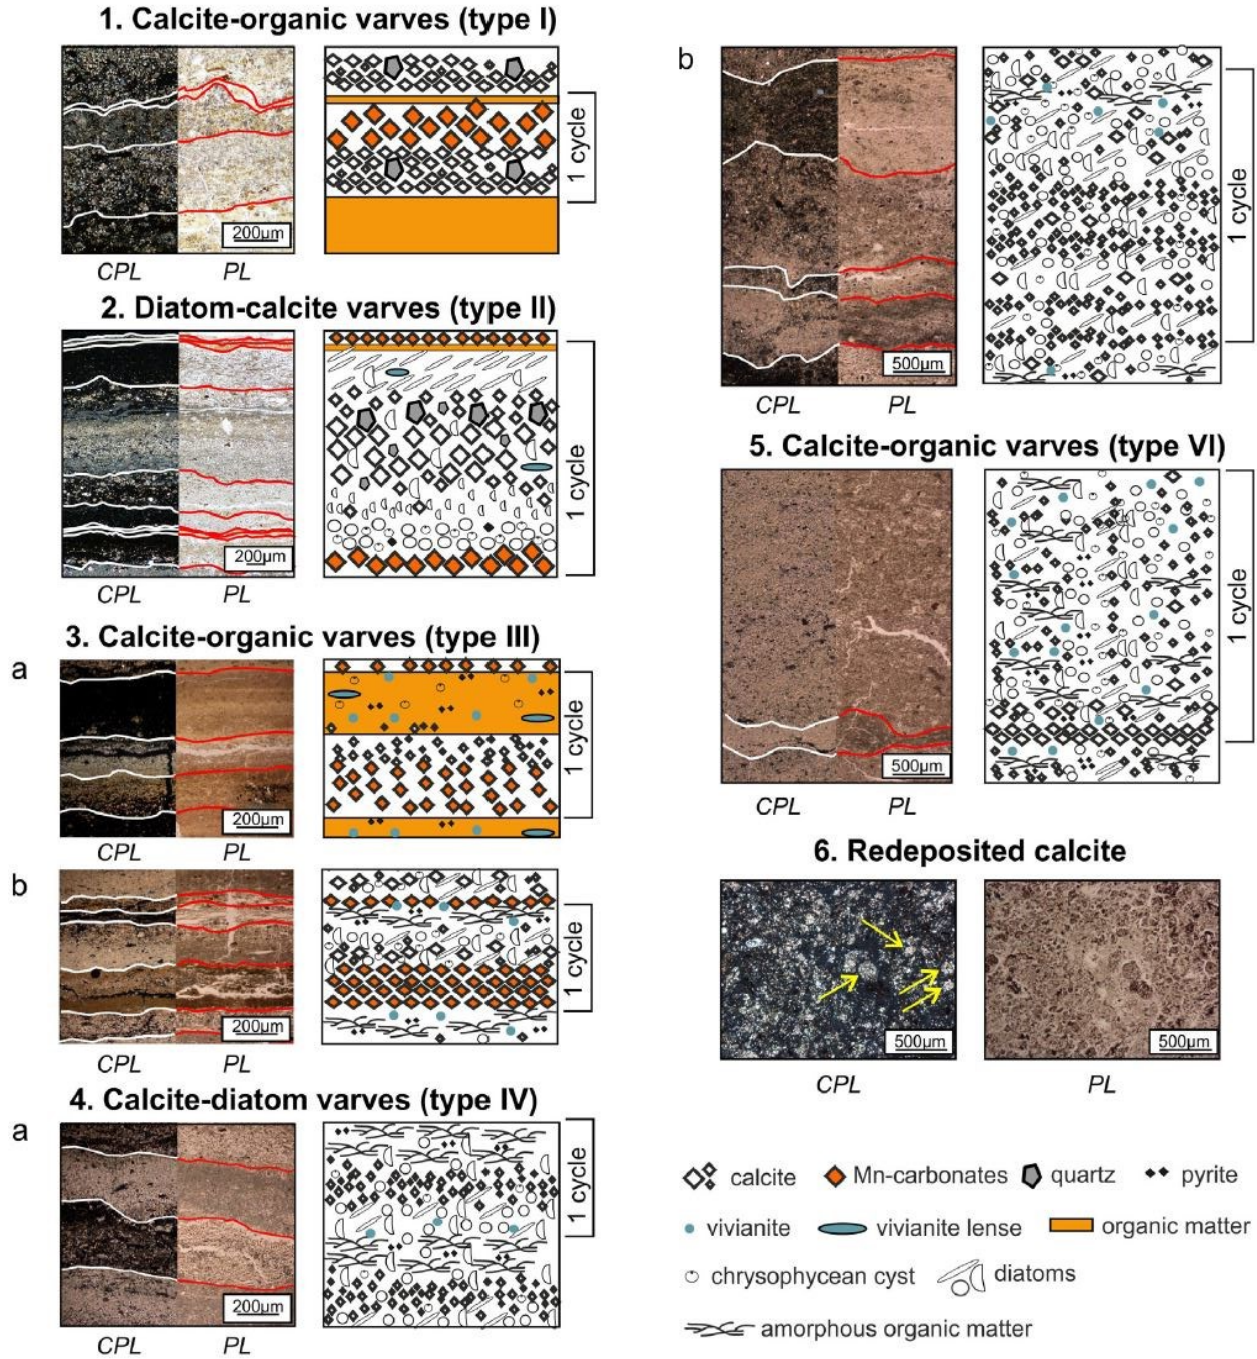 1. Calcite-organic varves (type I)
200µm
CPL
PL
1 cycle
2. Diatom-calcite varves (type II)
200µm
CPL
PL
1 cycle
3. Calcite-organic varves (type III)
a
200µm
CPL
PL
1 cycle
b
200µm
CPL
PL
1 cycle
4. Calcite-diatom varves (type IV)
a
200µm
CPL
PL
1 cycle
b
500µm
CPL
PL
1 cycle
5. Calcite-organic varves (type VI)
500µm
CPL
PL
1 cycle
6. Redeposited calcite
500µm
500µm
CPL
PL
calcite Mn-carbonates quartz pyrite
vivianite vivianite lense organic matter
chrysophycean cyst diatoms
amorphous organic matter